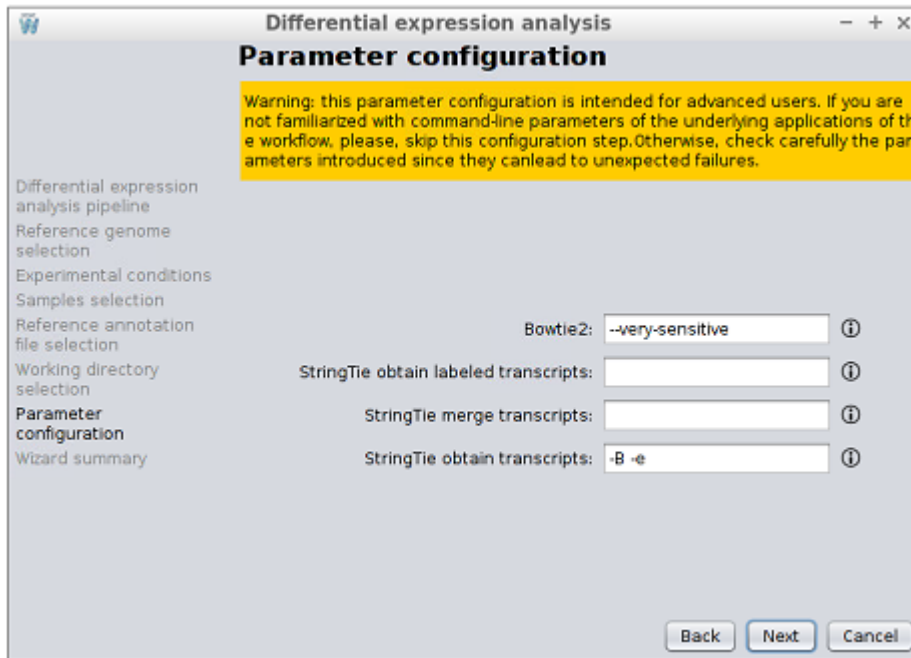 Differential expression analysis
Parameter configuration
Warning: this parameter configuration is intended for advanced users. If you are
not familiarized with command-line parameters of the underlying applications of th
e workflow, please, skip this configuration step.Otherwise, check carefully the par
ameters introduced since they canlead to unexpected failures.
Differential expression
analysis pipeline
Reference genome
selection
Experimental conditions
Samples selection
Reference annotation
file selection
Working directory
selection
Parameter
configuration
Wizard summary
Bowtie2: --very-sensitive
StringTie obtain labeled transcripts:
StringTie merge transcripts:
StringTie obtain transcripts: -B -e
Back Next Cancel